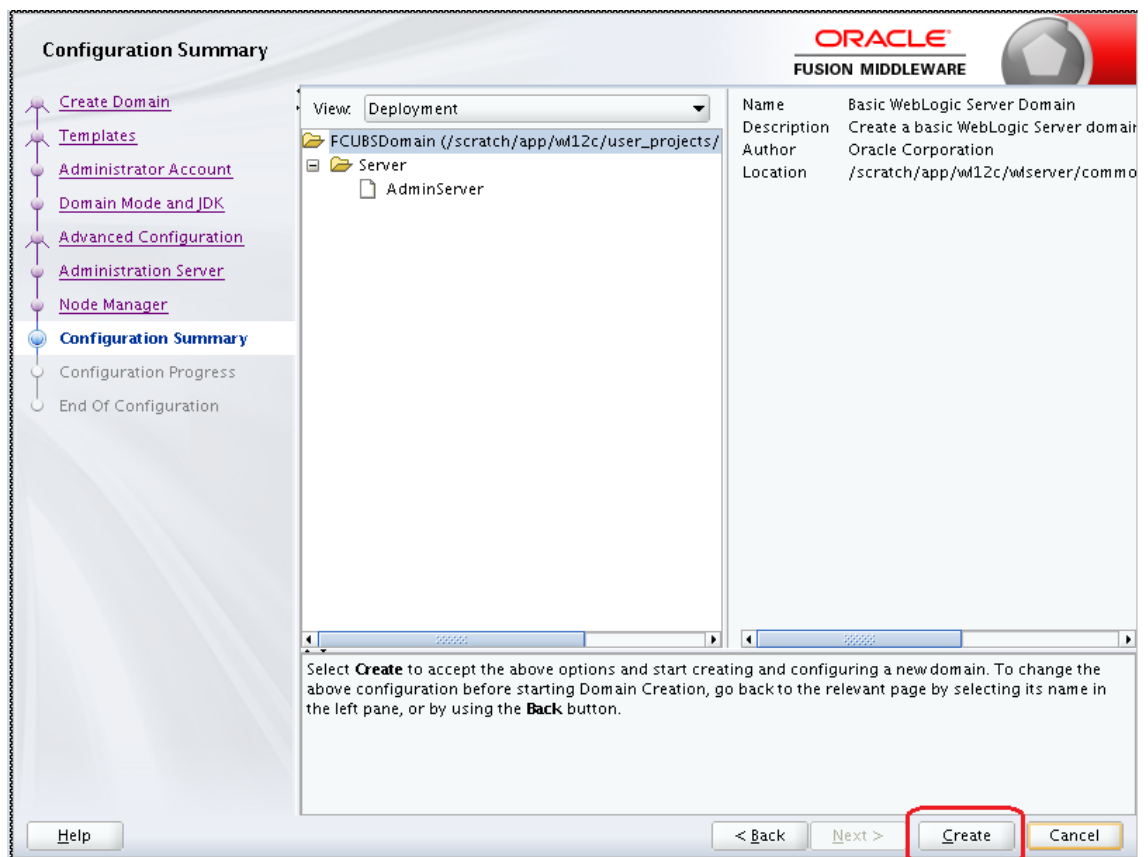 Configuration Summary
ORACLE
FUSION MIDDLEWARE
Create Domain
Templates
Administrator Account
Domain Mode and JDK
Advanced Configuration
Administration Server
Node Manager
Configuration Summary
Configuration Progress
End Of Configuration
View: Deployment
FCUBSDomain (/scratch/app/wl12c/user_projects/
Server
AdminServer
Name Basic WebLogic Server Domain
Description Create a basic WebLogic Server domain
Author Oracle Corporation
Location /scratch/app/wl12c/wlserver/commo
Select Create to accept the above options and start creating and configuring a new domain. To change the
above configuration before starting Domain Creation, go back to the relevant page by selecting its name in
the left pane, or by using the Back button.
Help
< Back Next > Create Cancel